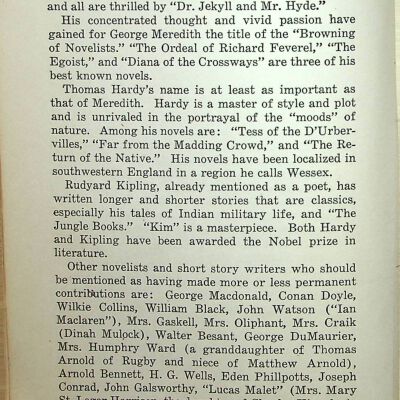 and all are thrilled by “Dr. Jekyll and Mr. Hyde.”
His concentrated thought and vivid passion have
gained for George Meredith the title of the “Browning
of Novelists.” “The Ordeal of Richard Feverel,” “The
Egoist,” and “Diana of the Crossways” are three of his
best known novels.
Thomas Hardy’s name is at least as important as
that of Meredith. Hardy is a master of style and plot
and is unrivaled in the portrayal of the “moods” of
nature. Among his novels are: “Tess of the D’Urber-
villes,” “Far from the Madding Crowd,” and “The Re-
turn of the Native.” His novels have been localized in
southwestern England in a region he calls Wessex.
Rudyard Kipling, already mentioned as a poet, has
written longer and shorter stories that are classics,
especially his tales of Indian military life, and “The
Jungle Books.” “Kim” is a masterpiece. Both Hardy
and Kipling have been awarded the Nobel prize in
literature.
Other novelists and short story writers who should
be mentioned as having made more or less permanent
contributions are: George Macdonald, Conan Doyle,
Wilkie Collins, William Black, John Watson (“Ian
Maclaren”), Mrs. Gaskell, Mrs. Oliphant, Mrs. Craik
(Dinah Mulock), Walter Besant, George DuMaurier,
Mrs. Humphry Ward (a granddaughter of Thomas
Arnold of Rugby and niece of Matthew Arnold),
Arnold Bennett, H. G. Wells, Eden Phillpotts, Joseph
Conrad, John Galsworthy, “Lucas Malet” (Mrs. Mary